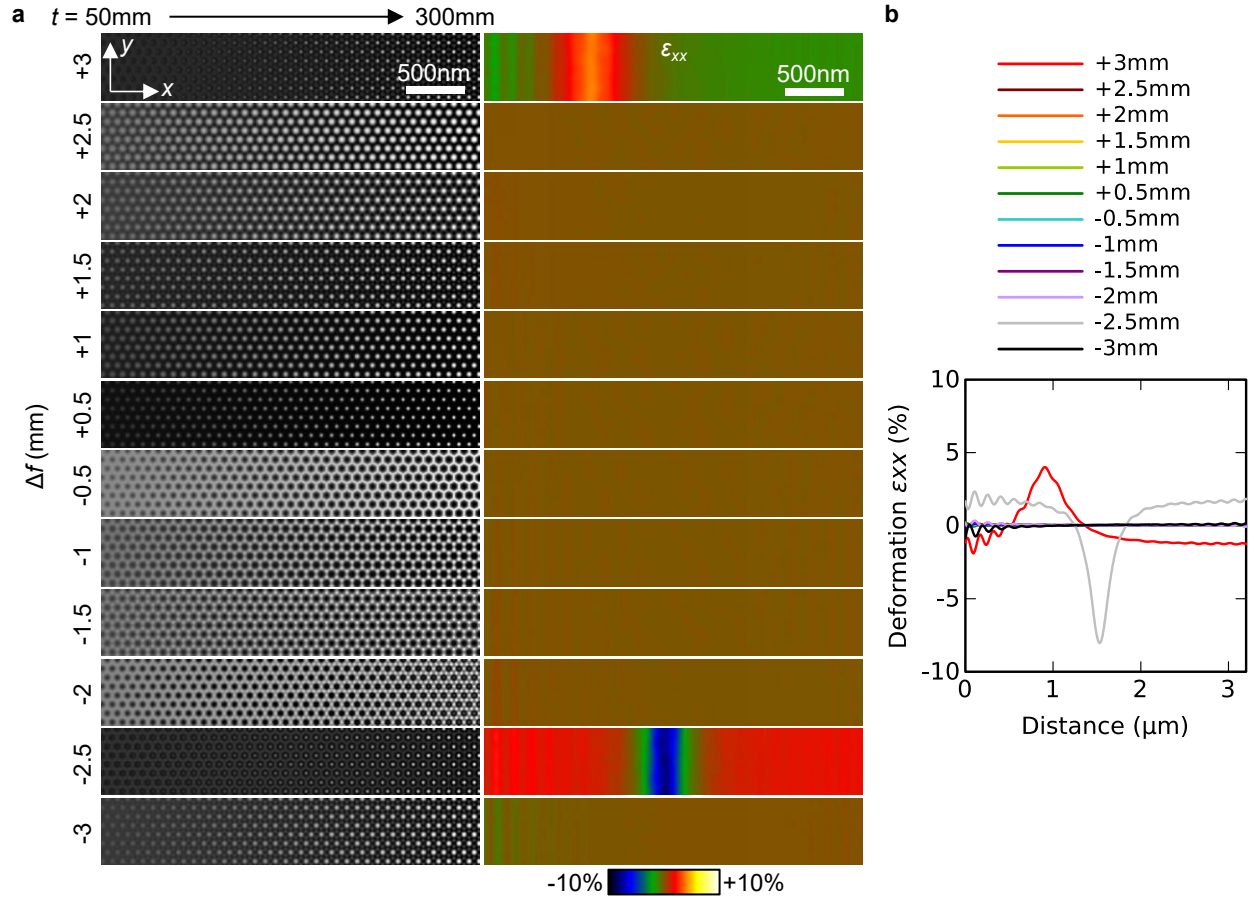 a
t = 50mm
300mm
b
y
x
500nm
εxx
500nm
Δf (mm)
+3
+2.5
+2
+1.5
+1
+0.5
-0.5
-1
-1.5
-2
-2.5
-3
-10%
+10%
+3mm
+2.5mm
+2mm
+1.5mm
+1mm
+0.5mm
-0.5mm
-1mm
-1.5mm
-2mm
-2.5mm
-3mm
Deformation εxx (%)
10
5
0
-5
-10
0
1
2
3
Distance (μm)